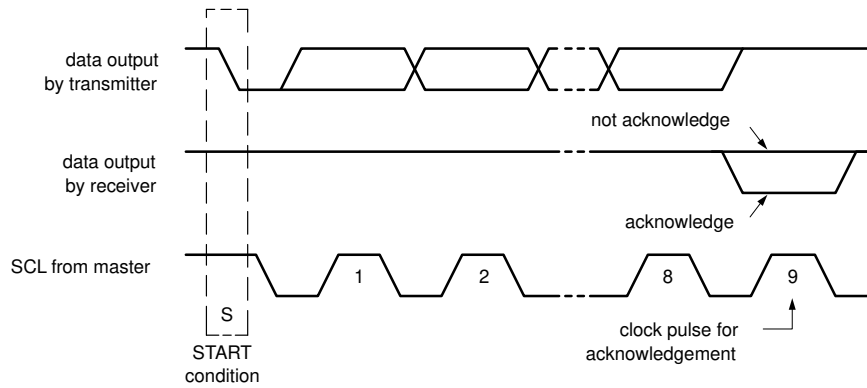 data output
by transmitter
not acknowledge
data output
by receiver
acknowledge
SCL from master
1
2
8
9
S
START
condition
clock pulse for
acknowledgement